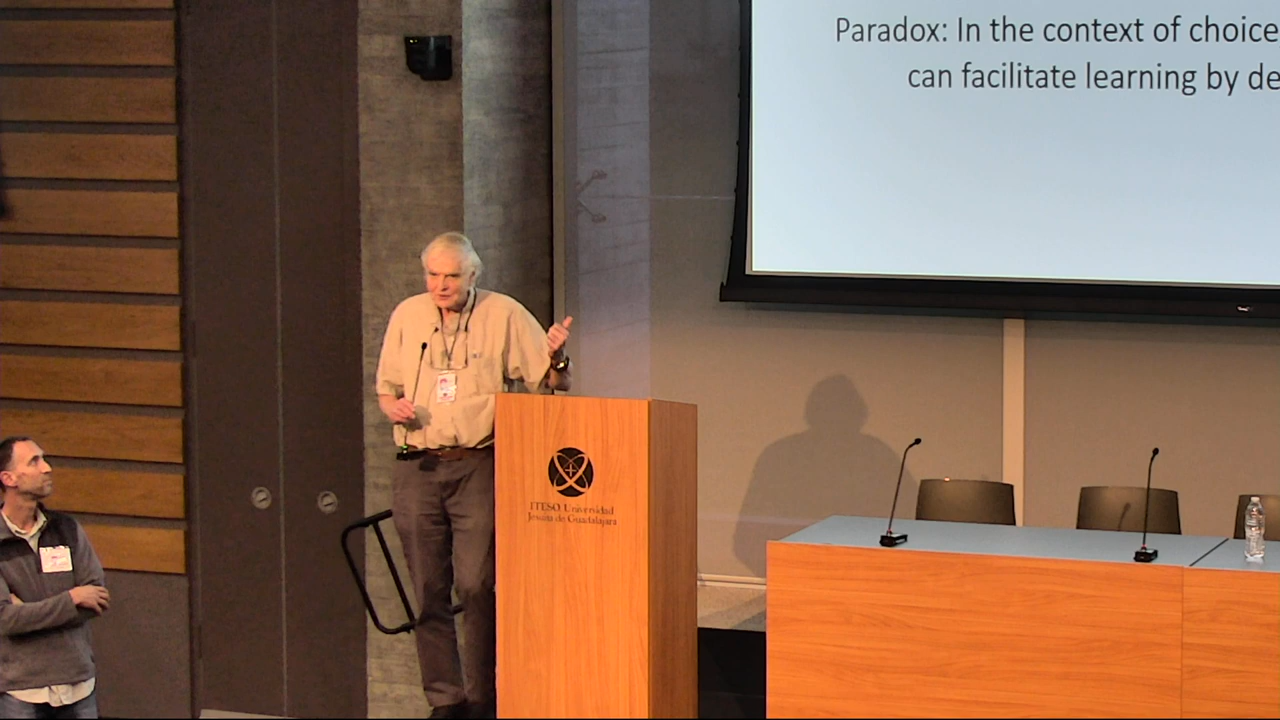 Paradox: In the context of choice
can facilitate learning by de
ITESO Universidad
Jesuita de Guadalajara